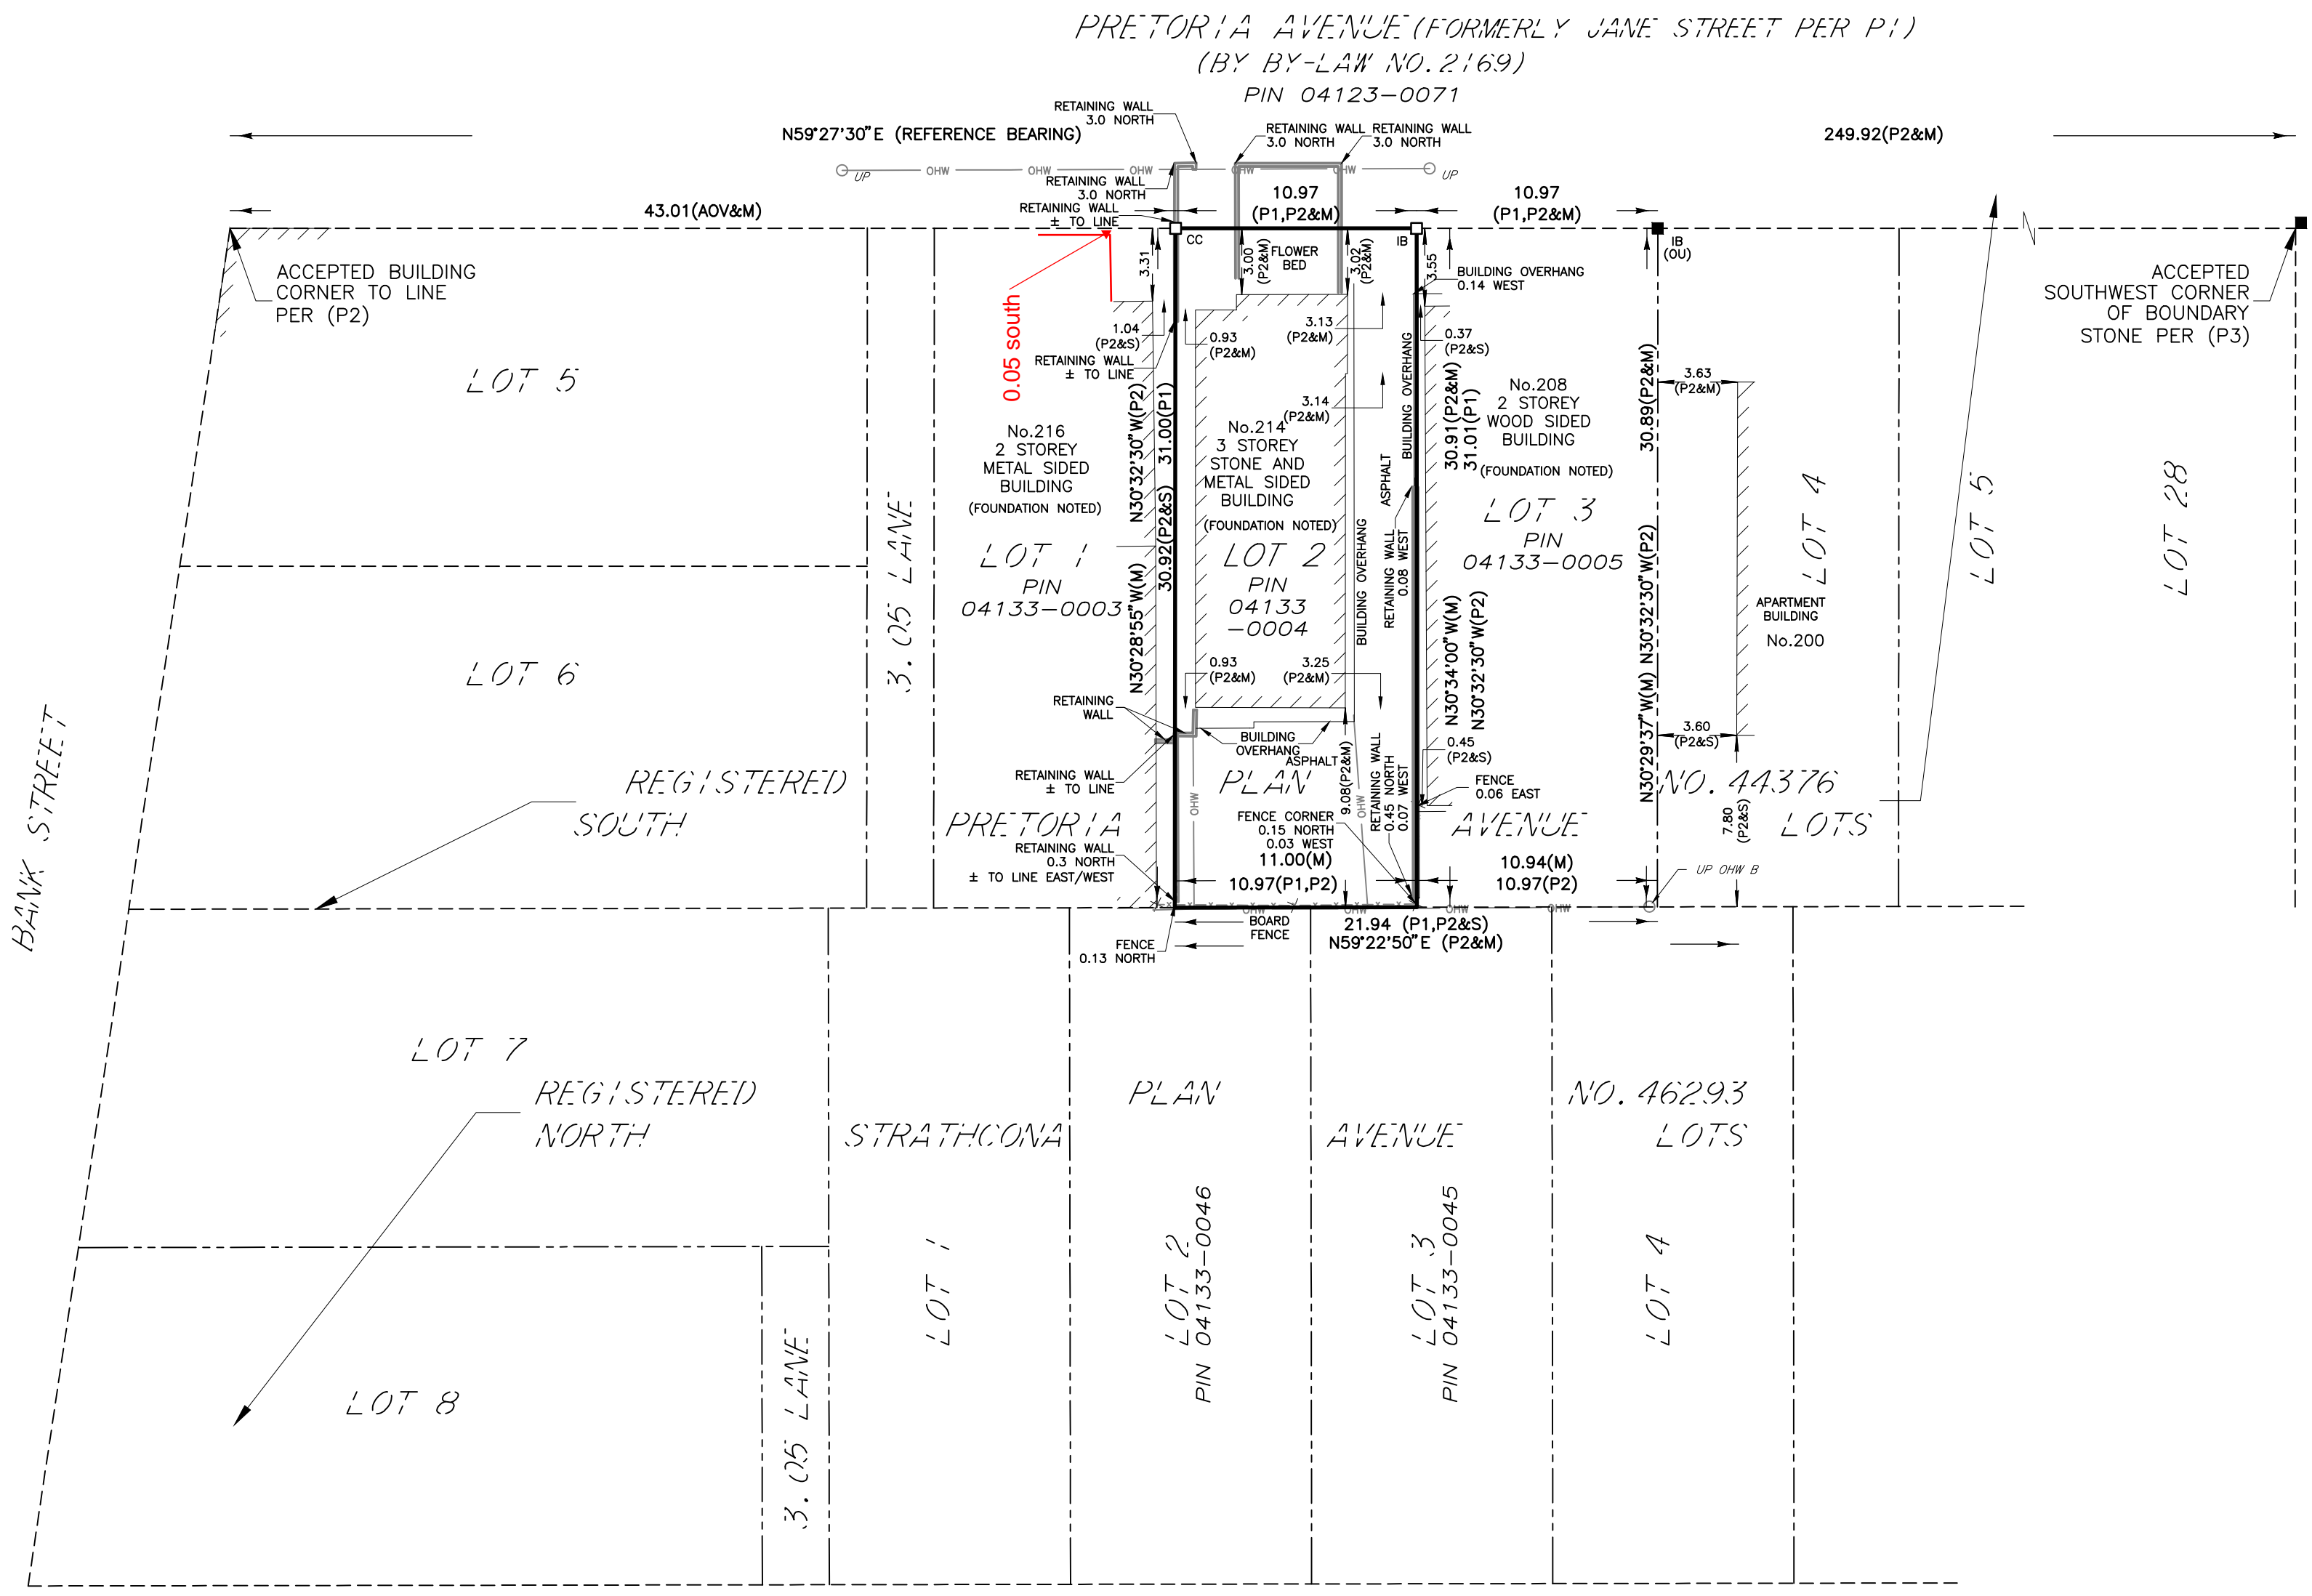 PRETORIA AVENUE (FORMERLY JANE STREET PER P1)
(BY BY-LAW NO. 2169)
PIN 04123-0071
RETAINING WALL
3.0 NORTH
N59°27'30"E (REFERENCE BEARING)
RETAINING WALL
3.0 NORTH
RETAINING WALL
3.0 NORTH
249.92(P2&M)
UP
OHW
OHW
OHW
OHW
OHW
UP
RETAINING WALL
3.0 NORTH
RETAINING WALL
± TO LINE
43.01(AOV&M)
10.97
(P1,P2&M)
10.97
(P1,P2&M)
CC
IB
IB
(OU)
ACCEPTED BUILDING
CORNER TO LINE
PER (P2)
0.05 south
3.31
3.00
(P2&M)
FLOWER
BED
3.02
(P2&M)
3.55
BUILDING OVERHANG
0.14 WEST
ACCEPTED
SOUTHWEST CORNER
OF BOUNDARY
STONE PER (P3)
1.04
(P2&S)
RETAINING WALL
± TO LINE
0.93
(P2&M)
3.13
(P2&M)
0.37
(P2&S)
3.14
(P2&M)
3.63
(P2&M)
LOT 5
No.216
2 STOREY
METAL SIDED
BUILDING
(FOUNDATION NOTED)
LOT 1
PIN
04133-0003
3.05 LANE
N30°32'30"W(P2)
31.00(P1)
N30°28'55"W(M)
30.92(P2&S)
No.214
3 STOREY
STONE AND
METAL SIDED
BUILDING
(FOUNDATION NOTED)
LOT 2
PIN
04133
-0004
BUILDING OVERHANG
ASPHALT
BUILDING OVERHANG
RETAINING WALL
0.08 WEST
30.91(P2&M)
31.01(P1)
No.208
2 STOREY
WOOD SIDED
BUILDING
(FOUNDATION NOTED)
LOT 3
PIN
04133-0005
N30°34'00"W(M)
N30°32'30"W(P2)
30.89(P2&M)
N30°32'30"W(P2)
N30°29'37"W(M)
LOT 4
APARTMENT
BUILDING
No.200
LOT 5
LOT 28
LOT 6
0.93
(P2&M)
3.25
(P2&M)
RETAINING
WALL
BUILDING
OVERHANG
ASPHALT
9.08(P2&M)
RETAINING WALL
0.45 NORTH
0.07 WEST
0.45
(P2&S)
3.60
(P2&S)
FENCE
0.06 EAST
7.80
(P2&S)
RETAINING WALL
± TO LINE
OHW
OHW
BANK STREET
REGISTERED
PLAN
NO. 44376
SOUTH
PRETORIA
AVENUE
LOTS
FENCE CORNER
0.15 NORTH
0.03 WEST
RETAINING WALL
0.3 NORTH
± TO LINE EAST/WEST
11.00(M)
10.97(P1,P2)
10.94(M)
10.97(P2)
UP OHW B
OHW
OHW
OHW
OHW
BOARD
FENCE
21.94 (P1,P2&S)
N59°22'50"E (P2&M)
FENCE
0.13 NORTH
LOT 7
REGISTERED
PLAN
NO. 46293
NORTH
STRATHCONA
AVENUE
LOTS
LOT 1
LOT 2
PIN 04133-0046
LOT 3
PIN 04133-0045
LOT 4
LOT 8
3.05 LANE